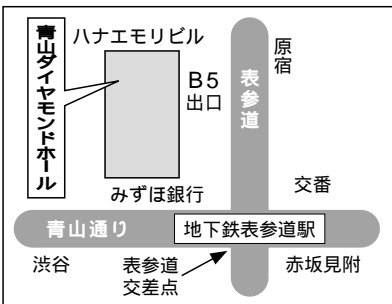 青山ダイヤモンドホール
ハナエモリビル
B5
出口
表参道
原宿
みずほ銀行
交番
青山通り
地下鉄表参道駅
渋谷
表参道
交差点
赤坂見附